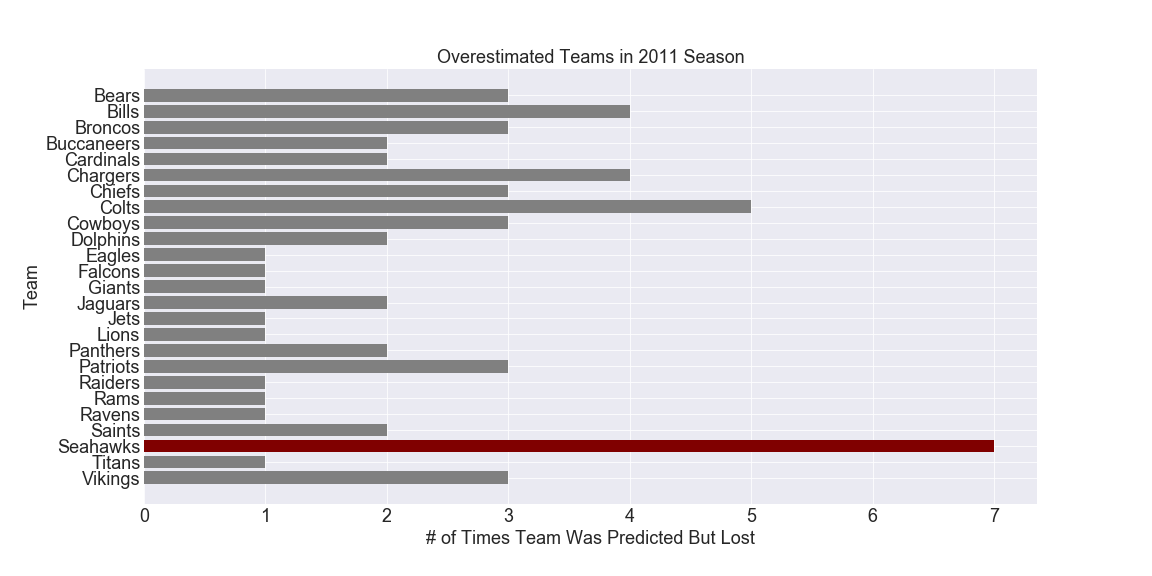 Overestimated Teams in 2011 Season
Bears
Bills
Broncos
Buccaneers
Cardinals
Chargers
Chiefs
Colts
Cowboys
Dolphins
Eagles
Falcons
Giants
Jaguars
Jets
Lions
Panthers
Patriots
Raiders
Rams
Ravens
Saints
Seahawks
Titans
Vikings
Team
0 1 2 3 4 5 6 7
# of Times Team Was Predicted But Lost